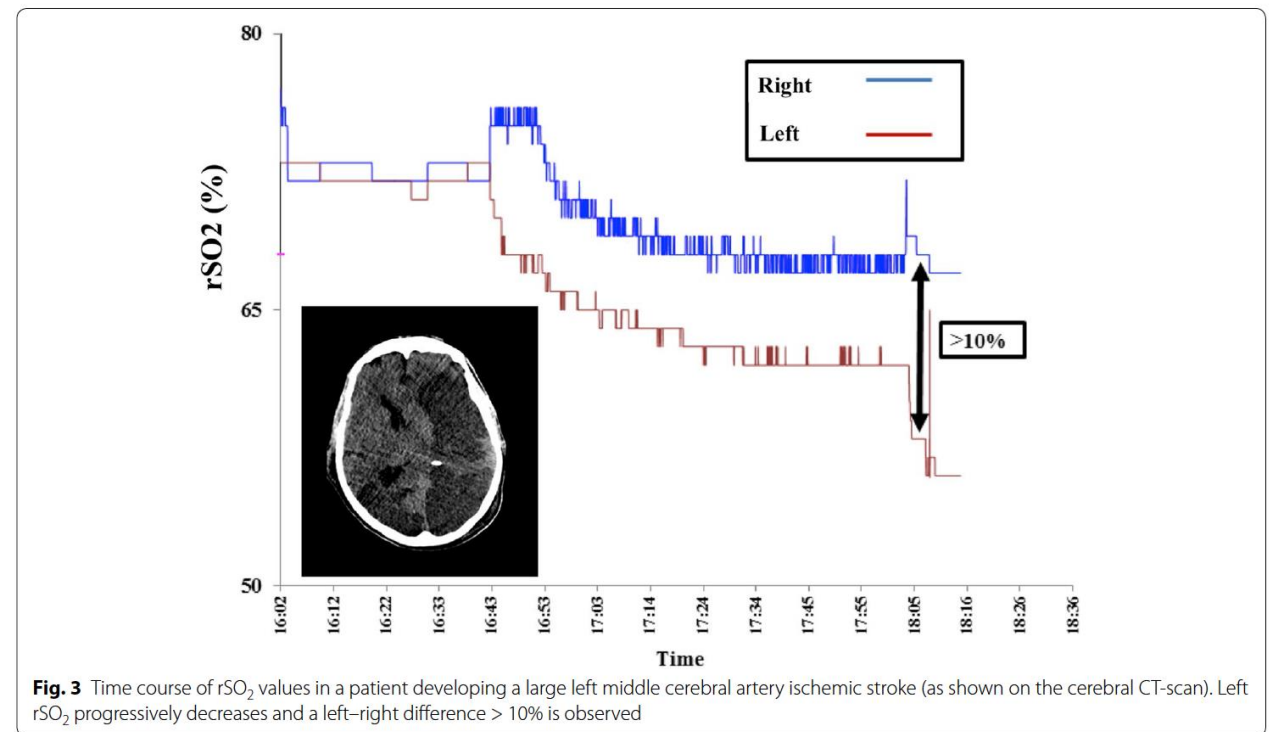 80
Right
Left
rSO2 (%)
65
>10%
50
16:02 16:12 16:22 16:33 16:43 16:53 17:03 17:14 17:24 17:34 17:45 17:55 18:05 18:16 18:26 18:36
Time
Fig. 3 Time course of rSO₂ values in a patient developing a large left middle cerebral artery ischemic stroke (as shown on the cerebral CT-scan). Left
rSO₂ progressively decreases and a left–right difference > 10% is observed